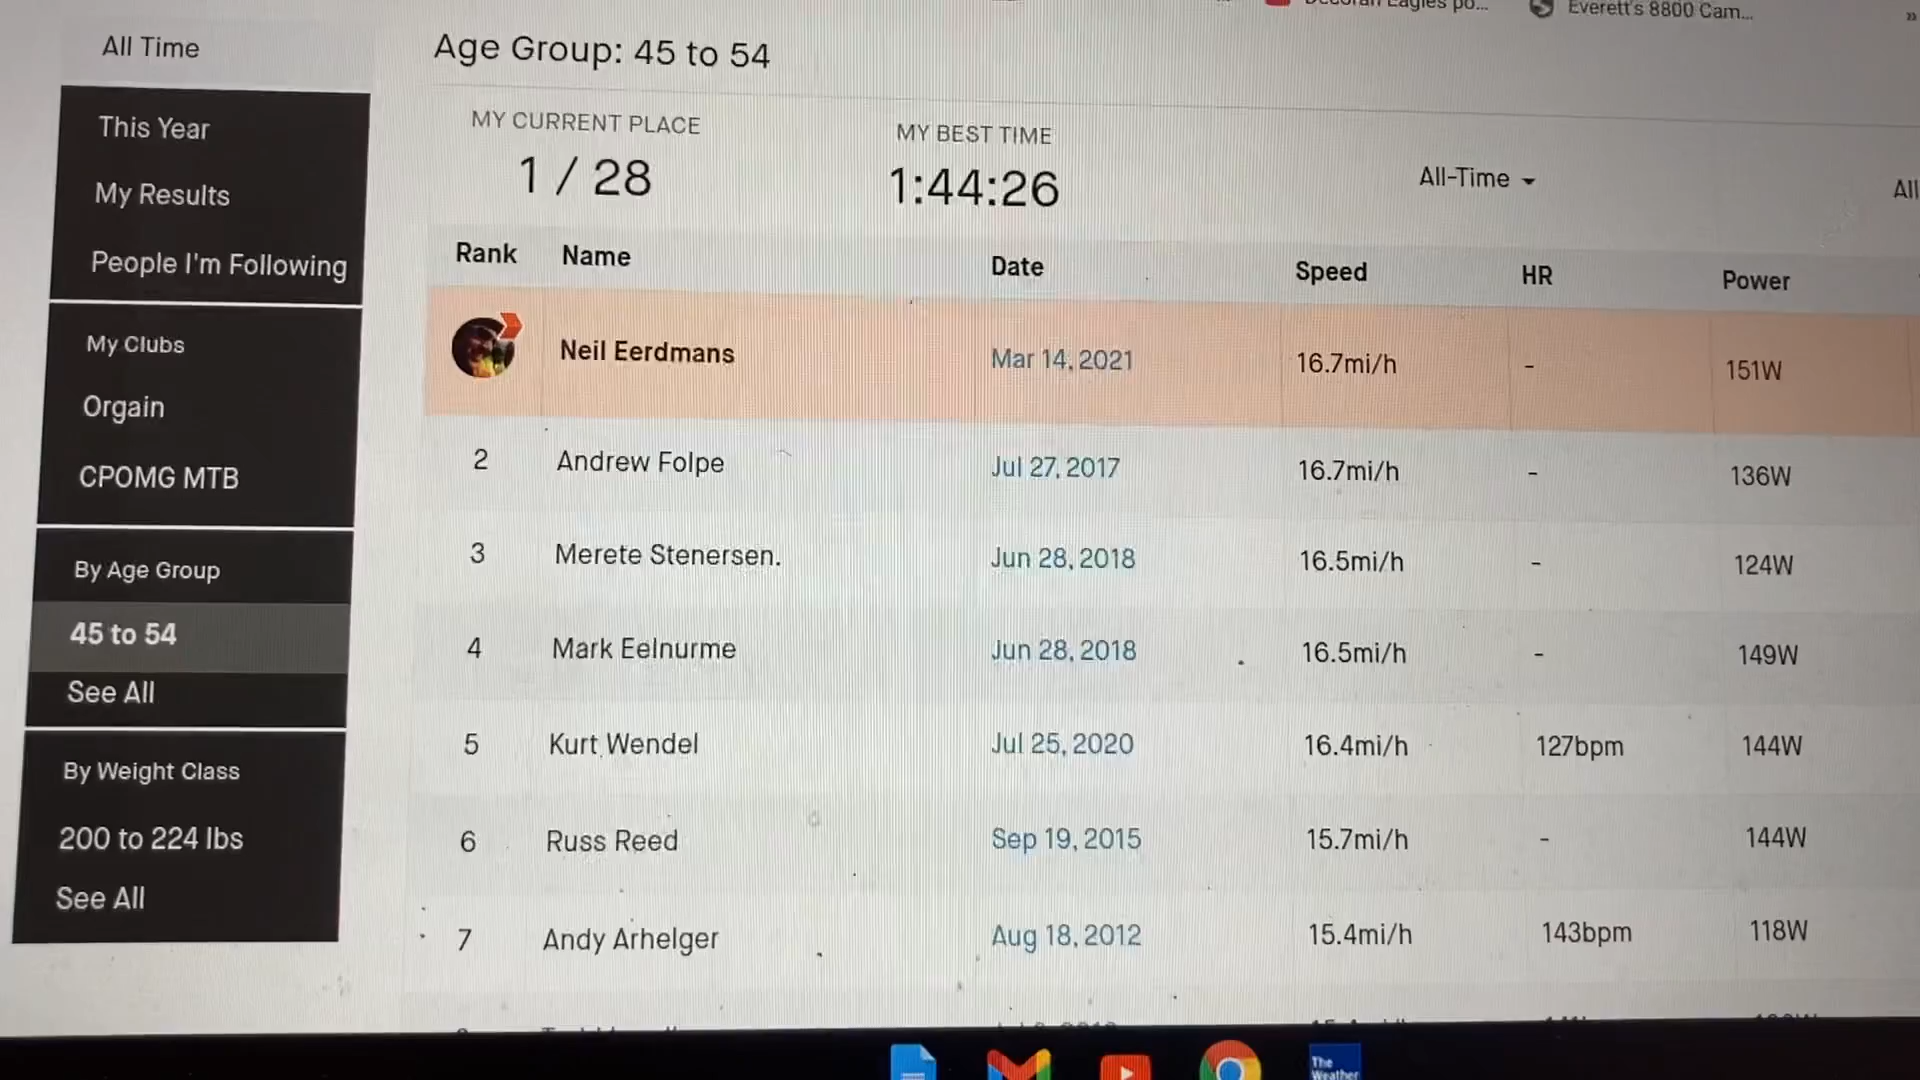 Everett's 8800 Cam...
»
All Time
This Year
My Results
People I'm Following
My Clubs
Orgain
CPOMG MTB
By Age Group
45 to 54
See All
By Weight Class
200 to 224 lbs
See All
Age Group: 45 to 54
MY CURRENT PLACE
1 / 28
MY BEST TIME
1:44:26
All-Time
All
Rank Name Date Speed HR Power
Neil Eerdmans Mar 14, 2021 16.7mi/h - 151W
2 Andrew Folpe Jul 27, 2017 16.7mi/h - 136W
3 Merete Stenersen. Jun 28, 2018 16.5mi/h - 124W
4 Mark Eelnurme Jun 28, 2018 16.5mi/h - 149W
5 Kurt Wendel Jul 25, 2020 16.4mi/h 127bpm 144W
6 Russ Reed Sep 19, 2015 15.7mi/h - 144W
7 Andy Arhelger Aug 18, 2012 15.4mi/h 143bpm 118W
The
Weather